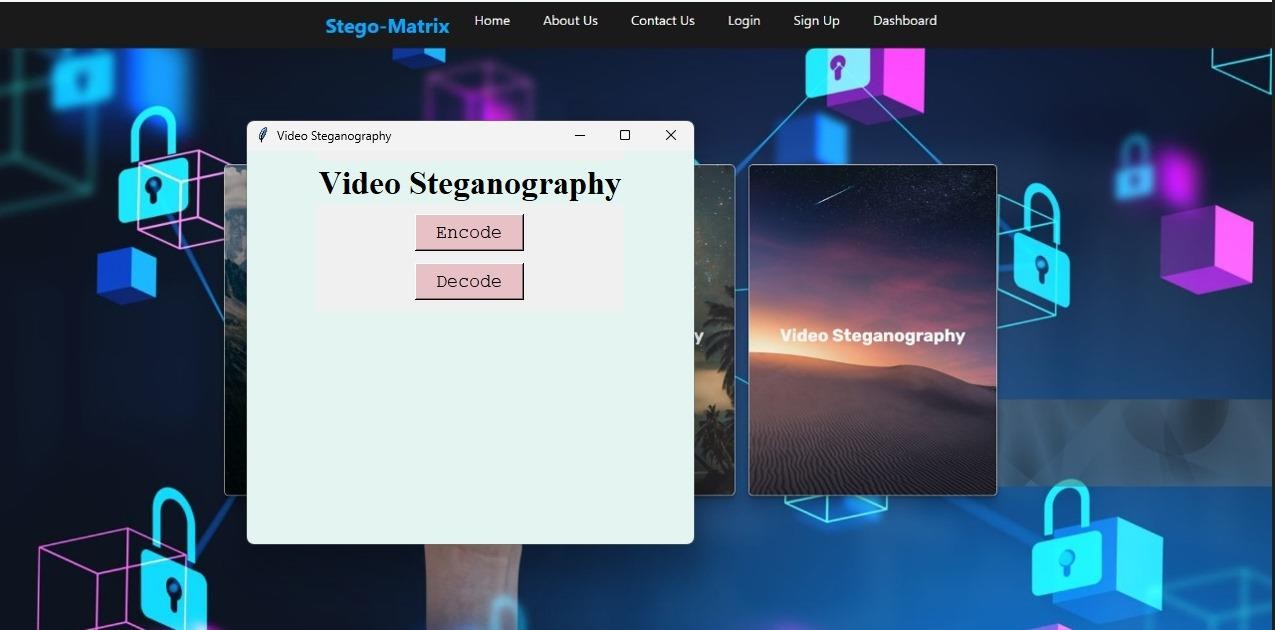 Stego-Matrix Home About Us Contact Us Login Sign Up Dashboard
Video Steganography
Video Steganography
Encode
Decode
y
Video Steganography